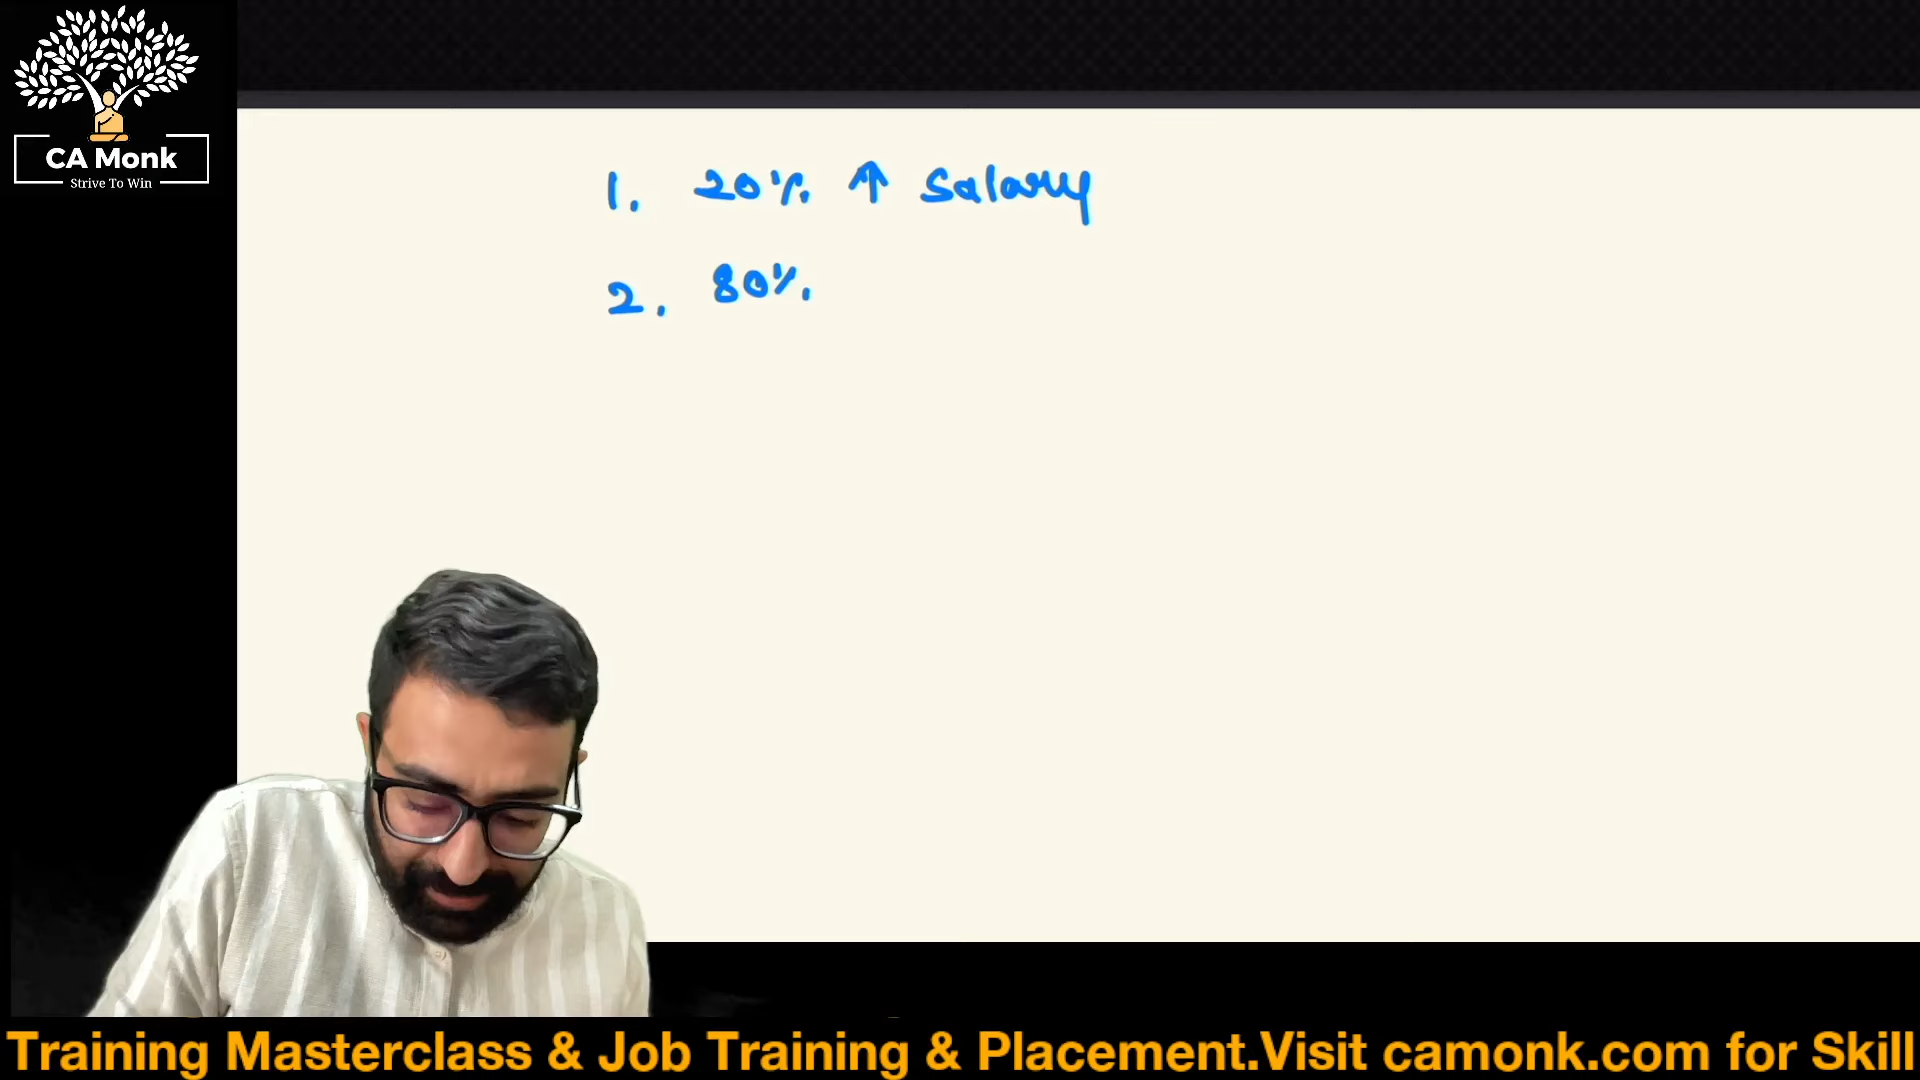 CA Monk
Strive To Win
1. 20% ↑ Salary
2. 80%
Training Masterclass & Job Training & Placement.Visit camonk.com for Skill